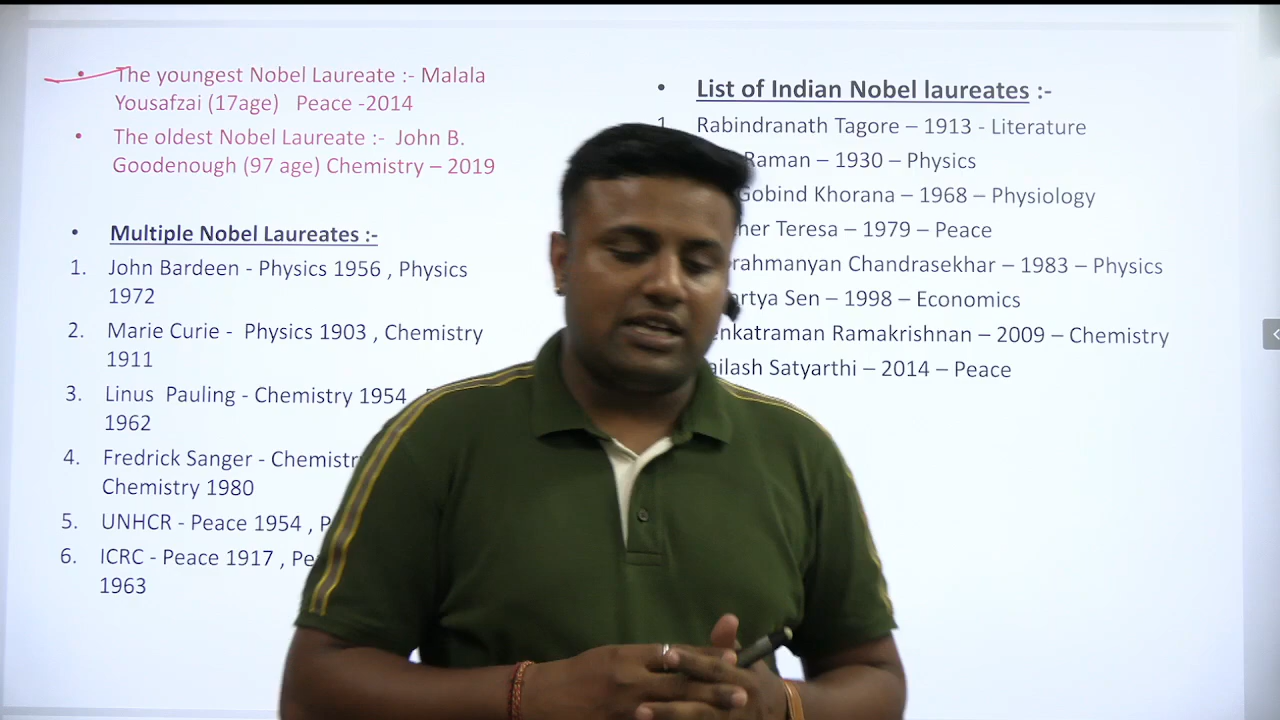 • The youngest Nobel Laureate :- Malala
Yousafzai (17age) Peace -2014
• The oldest Nobel Laureate :- John B.
Goodenough (97 age) Chemistry – 2019
• Multiple Nobel Laureates :-
1. John Bardeen - Physics 1956 , Physics
1972
2. Marie Curie - Physics 1903 , Chemistry
1911
3. Linus Pauling - Chemistry 1954
1962
4. Fredrick Sanger -
Chemistry 1980
5. UNHCR - Peace 1954 ,
6. ICRC - Peace 1917 ,
1963
• List of Indian Nobel laureates :-
1. Rabindranath Tagore – 1913 - Literature
Raman – 1930 – Physics
Gobind Khorana – 1968 – Physiology
Teresa – 1979 – Peace
Chandrasekhar – 1983 – Physics
Sen – 1998 – Economics
Ramakrishnan – 2009 – Chemistry
Satyarthi – 2014 – Peace